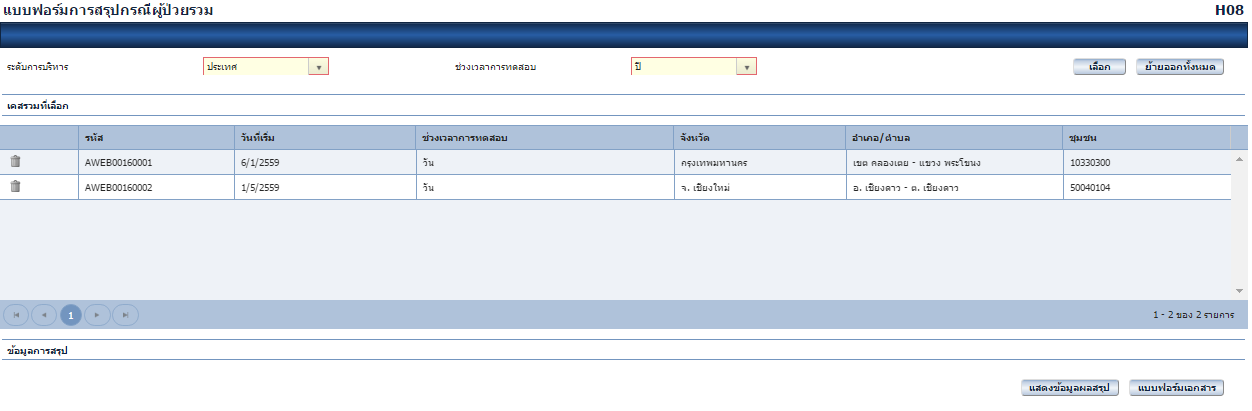 แบบฟอร์มการสรุปกรณีผู้ป่วยรวม H08
ระดับการบริหาร ประเทศ ช่วงเวลาการทดสอบ ปี เลือก ย้ายออกทั้งหมด
เคสรวมที่เลือก
รหัส วันที่เริ่ม ช่วงเวลาการทดสอบ จังหวัด อำเภอ/ตำบล ชุมชน
AWEB00160001 6/1/2559 วัน กรุงเทพมหานคร เขต คลองเตย - แขวง พระโขนง 10330300
AWEB00160002 1/5/2559 วัน จ. เชียงใหม่ อ. เชียงดาว - ต. เชียงดาว 50040104
1 1 - 2 ของ 2 รายการ
ข้อมูลการสรุป
แสดงข้อมูลผลสรุป แบบฟอร์มเอกสาร